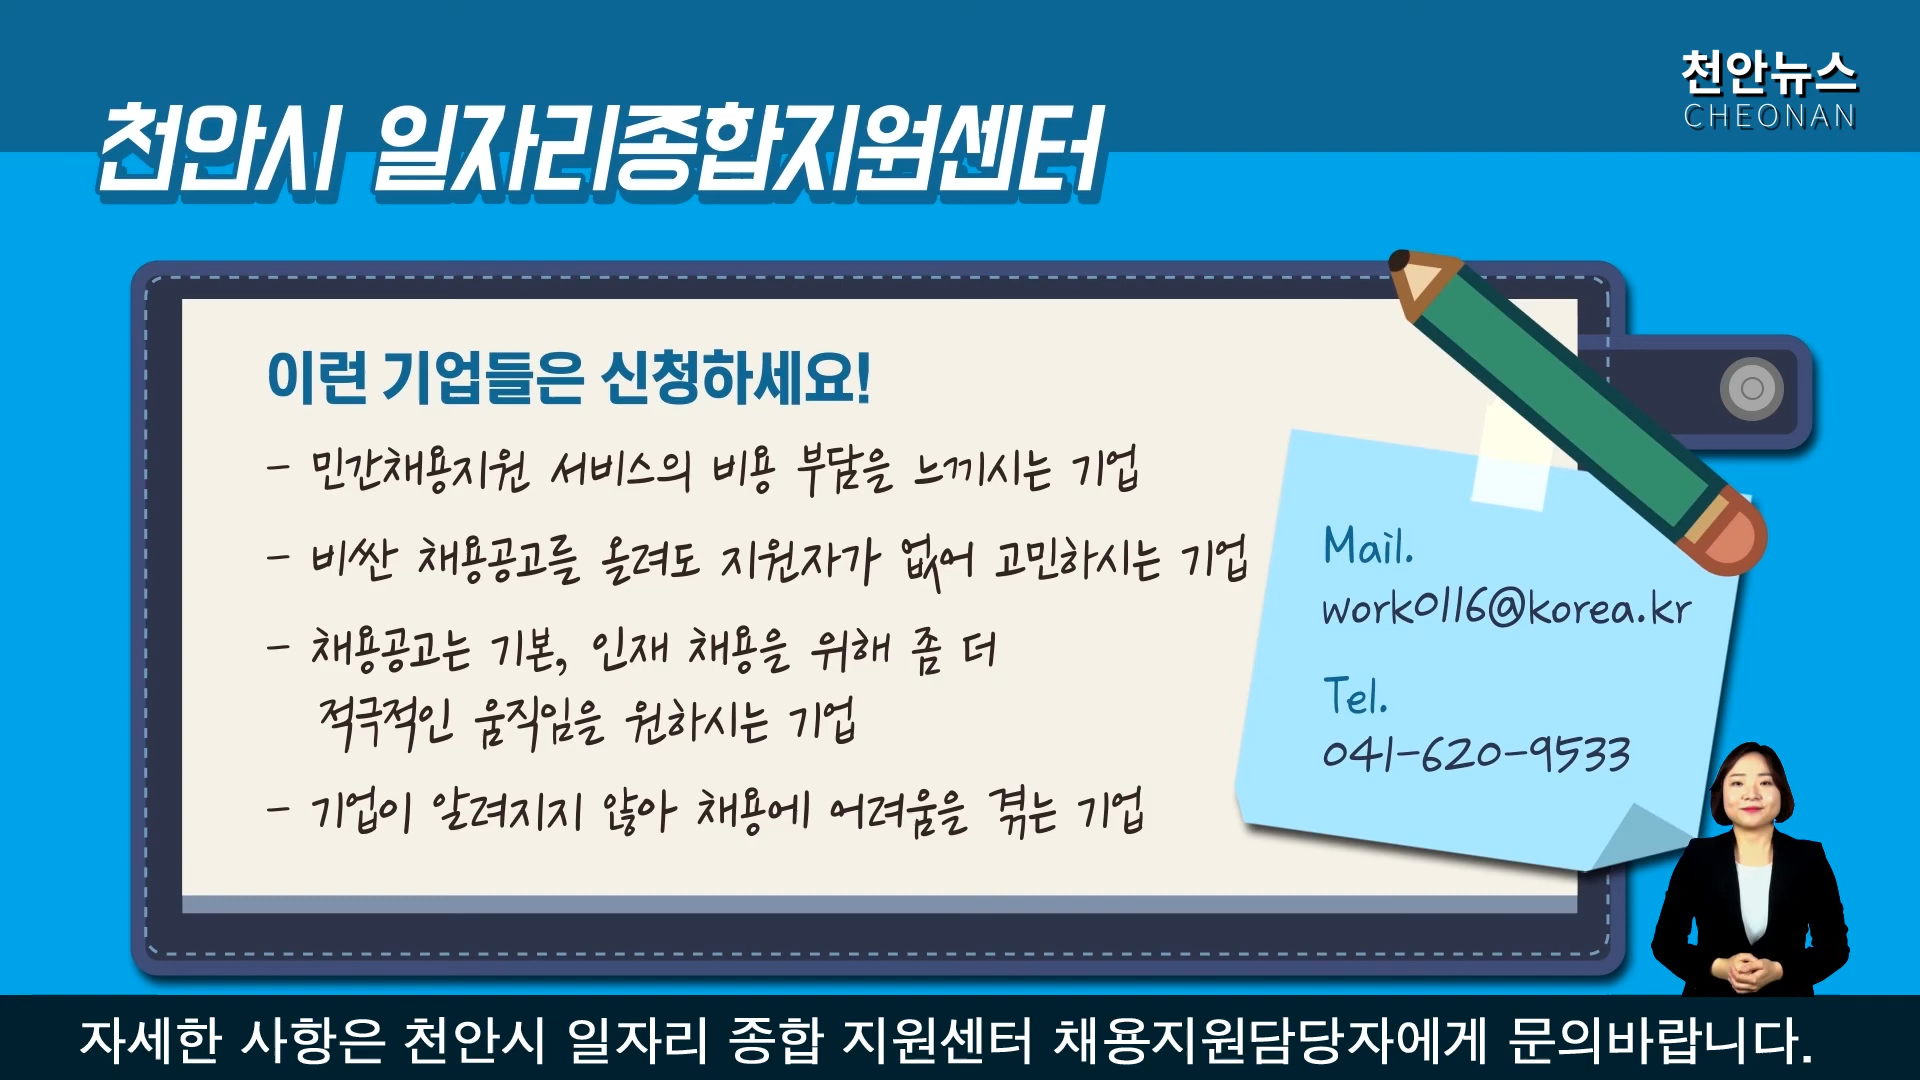 천안뉴스
CHEONAN
천안시 일자리종합지원센터
이런 기업들은 신청하세요!
- 민간채용지원 서비스의 비용 부담을 느끼시는 기업
- 비싼 채용공고를 올려도 지원자가 없어 고민하시는 기업
- 채용공고는 기본, 인재 채용을 위해 좀 더
적극적인 움직임을 원하시는 기업
- 기업이 알려지지 않아 채용에 어려움을 겪는 기업
Mail.
work0116@korea.kr
Tel.
041-620-9533
자세한 사항은 천안시 일자리 종합 지원센터 채용지원담당자에게 문의바랍니다.